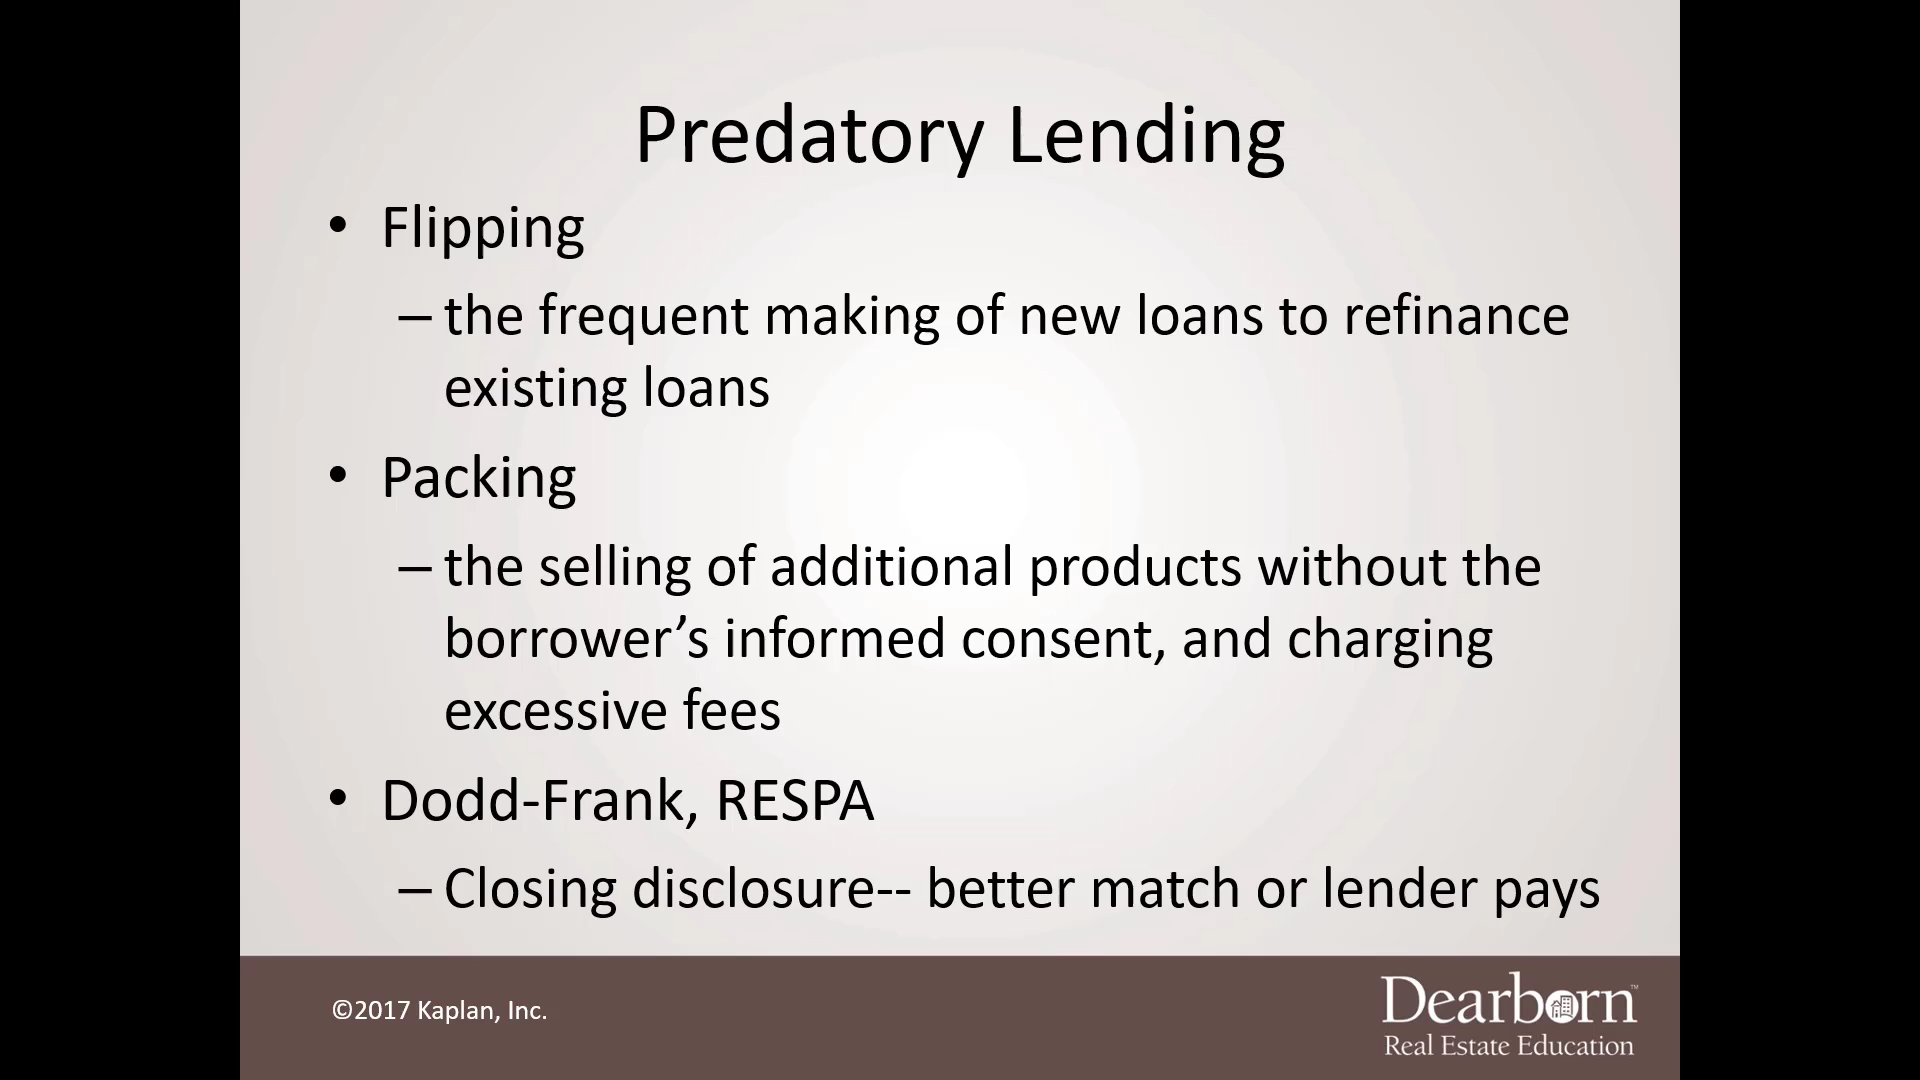 Predatory Lending
• Flipping
– the frequent making of new loans to refinance
existing loans
• Packing
– the selling of additional products without the
borrower’s informed consent, and charging
excessive fees
• Dodd-Frank, RESPA
– Closing disclosure-- better match or lender pays
©2017 Kaplan, Inc.
Dearborn™
Real Estate Education